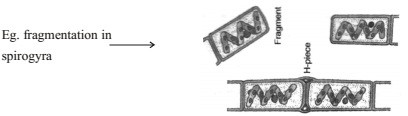 Eg. fragmentation in
spirogyra
Fragment
H-piece